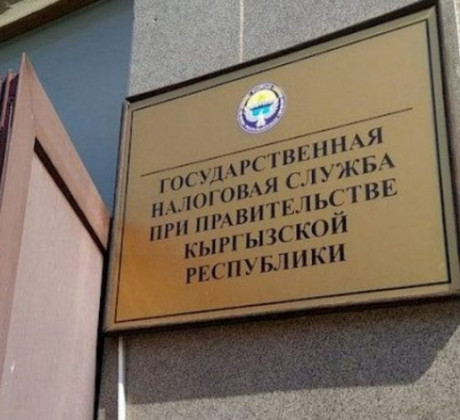 ГОСУДАРСТВЕННАЯ
НАЛОГОВАЯ СЛУЖБА
ПРИ ПРАВИТЕЛЬСТВЕ
КЫРГЫЗСКОЙ
РЕСПУБЛИКИ